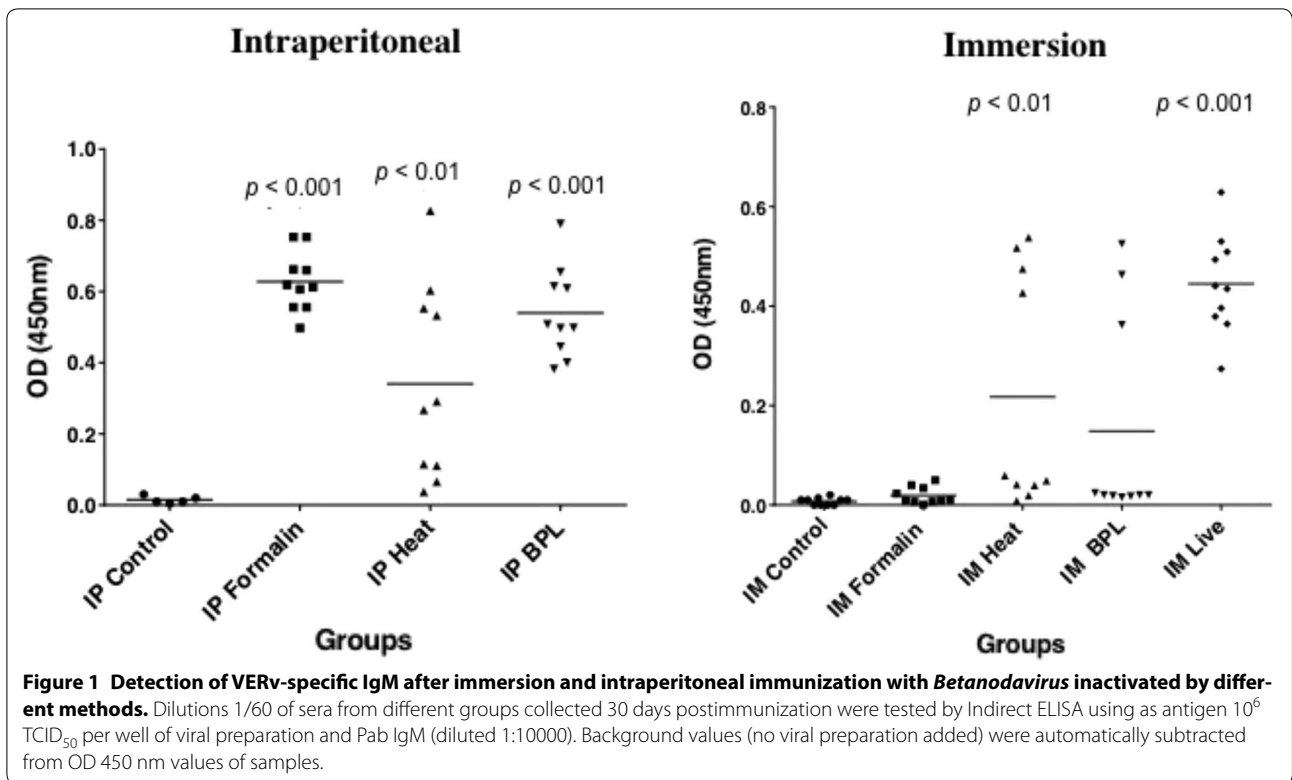 Intraperitoneal
1.0
0.8
0.6
0.4
0.2
0.0
OD (450nm)
p < 0.001
p < 0.01
p < 0.001
IP Control
IP Formalin
IP Heat
IP BPL
Groups
Immersion
0.8
0.6
0.4
0.2
0.0
OD (450nm)
p < 0.01
p < 0.001
IM Control
IM Formalin
IM Heat
IM BPL
IM Live
Groups
Figure 1 Detection of VERv-specific IgM after immersion and intraperitoneal immunization with Betanodavirus inactivated by differ-
ent methods. Dilutions 1/60 of sera from different groups collected 30 days postimmunization were tested by Indirect ELISA using as antigen 10⁶
TCID₅₀ per well of viral preparation and Pab IgM (diluted 1:10000). Background values (no viral preparation added) were automatically subtracted
from OD 450 nm values of samples.